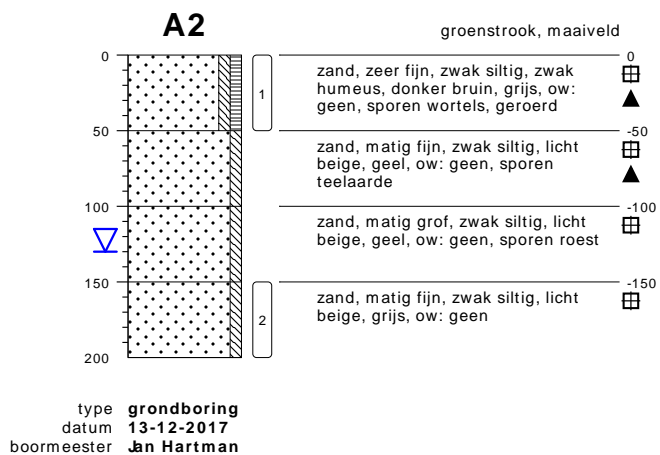 A2
groenstrook, maaiveld
0
0
zand, zeer fijn, zwak siltig, zwak
humeus, donker bruin, grijs, ow:
geen, sporen wortels, geroerd
1
50
-50
zand, matig fijn, zwak siltig, licht
beige, geel, ow: geen, sporen
teelaarde
100
-100
zand, matig grof, zwak siltig, licht
beige, geel, ow: geen, sporen roest
150
-150
zand, matig fijn, zwak siltig, licht
beige, grijs, ow: geen
2
200
type grondboring
datum 13-12-2017
boormeester Jan Hartman